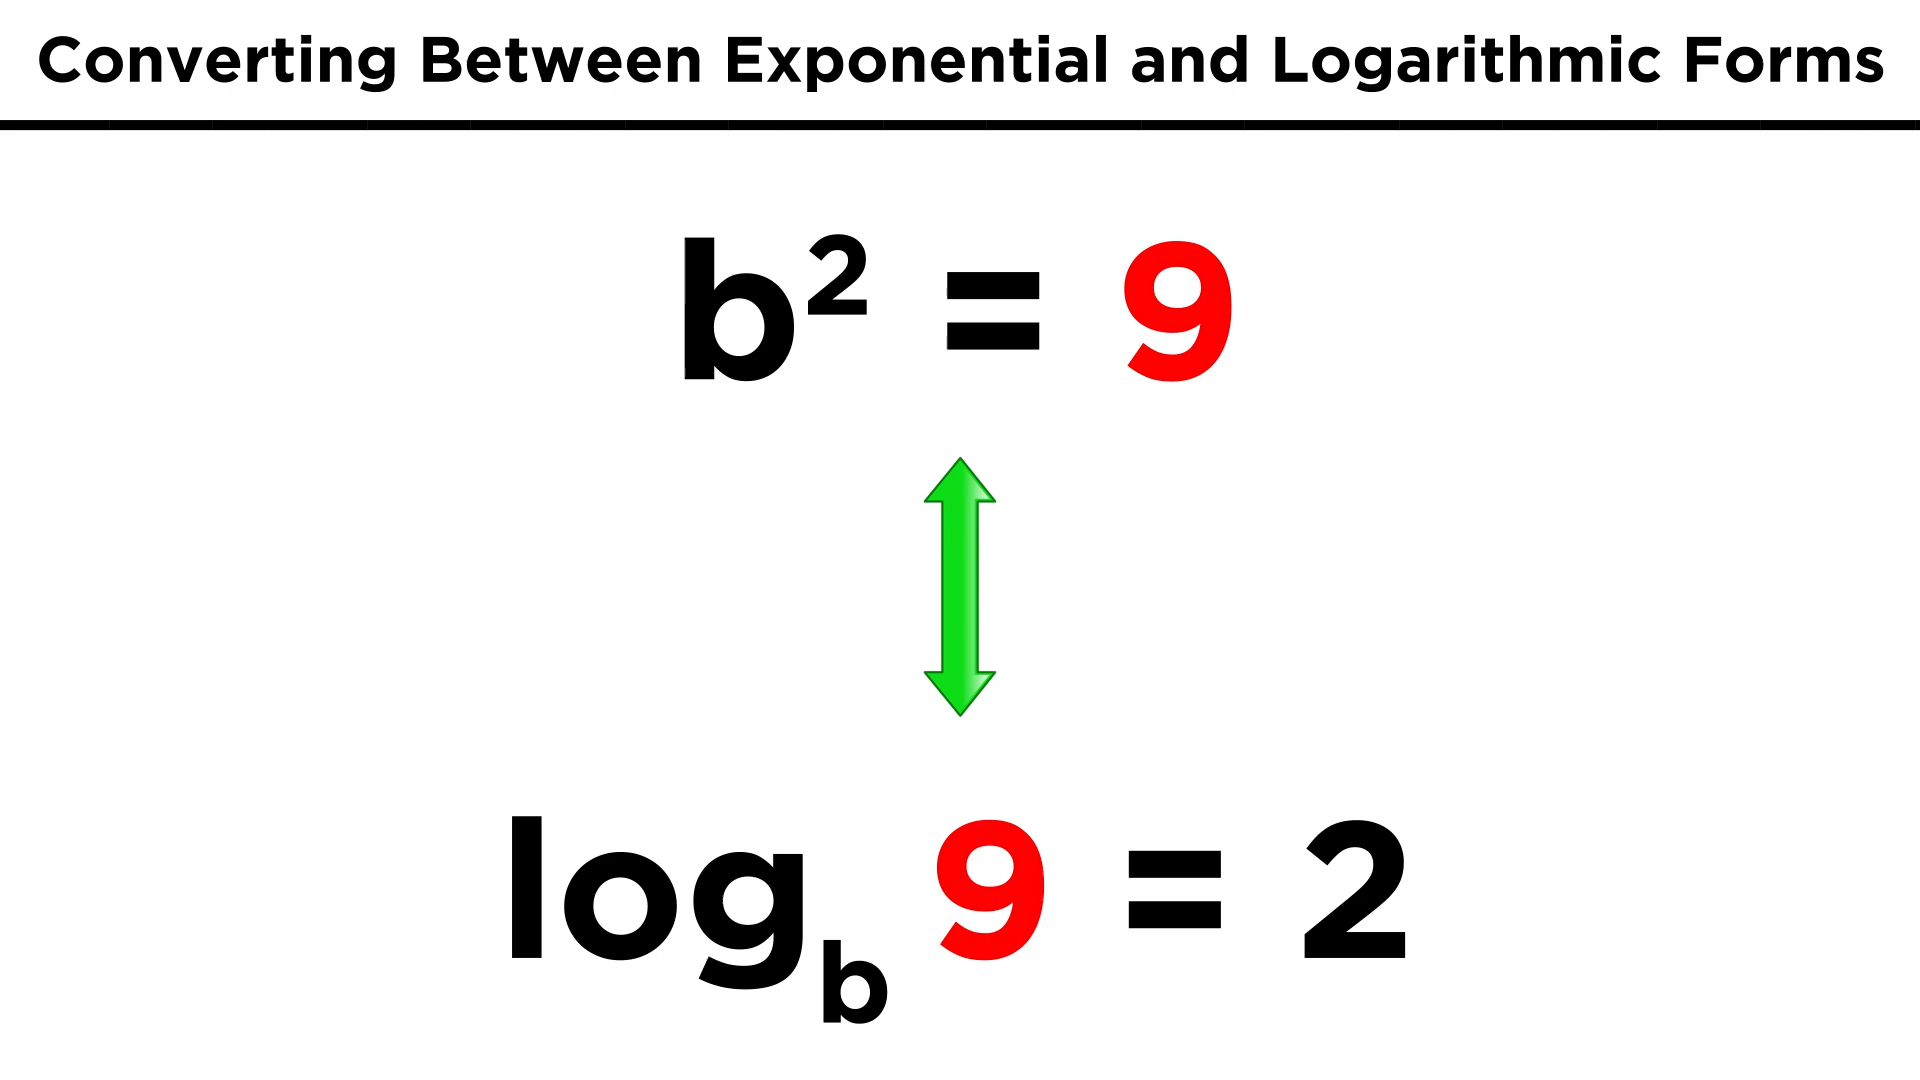 Converting Between Exponential and Logarithmic Forms
b² = 9
log_b 9 = 2